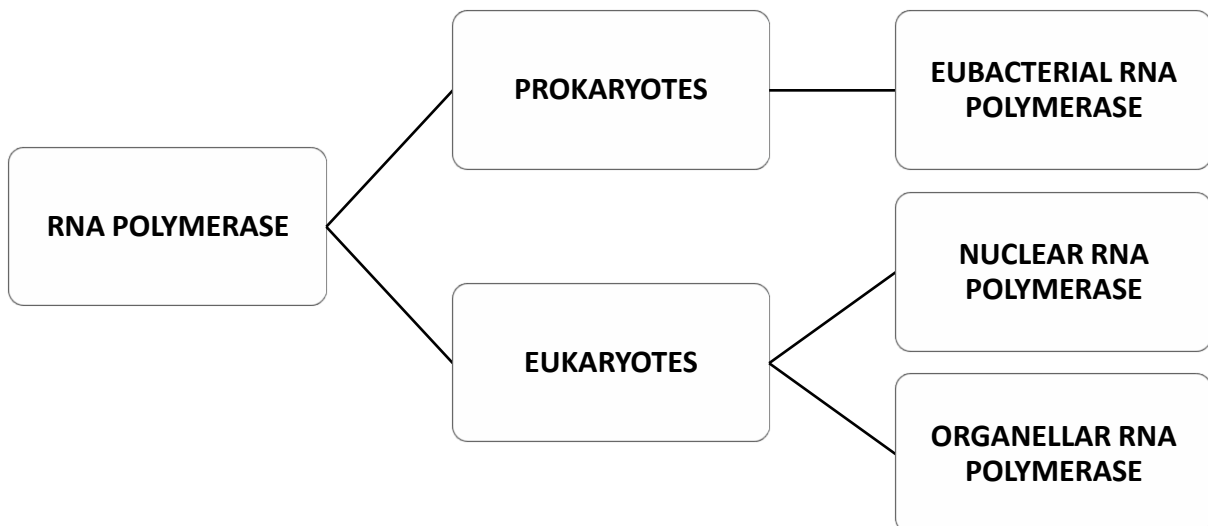 RNA POLYMERASE
PROKARYOTES
EUBACTERIAL RNA
POLYMERASE
EUKARYOTES
NUCLEAR RNA
POLYMERASE
ORGANELLAR RNA
POLYMERASE